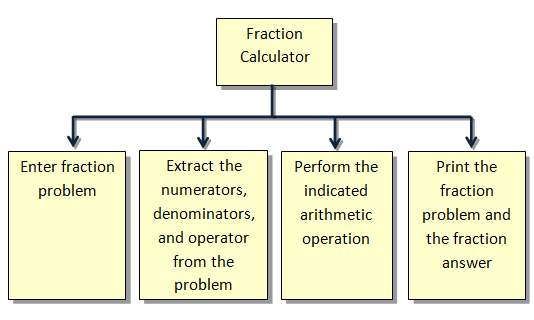 Fraction
Calculator
Enter fraction
problem
Extract the
numerators,
denominators,
and operator
from the
problem
Perform the
indicated
arithmetic
operation
Print the
fraction
problem and
the fraction
answer